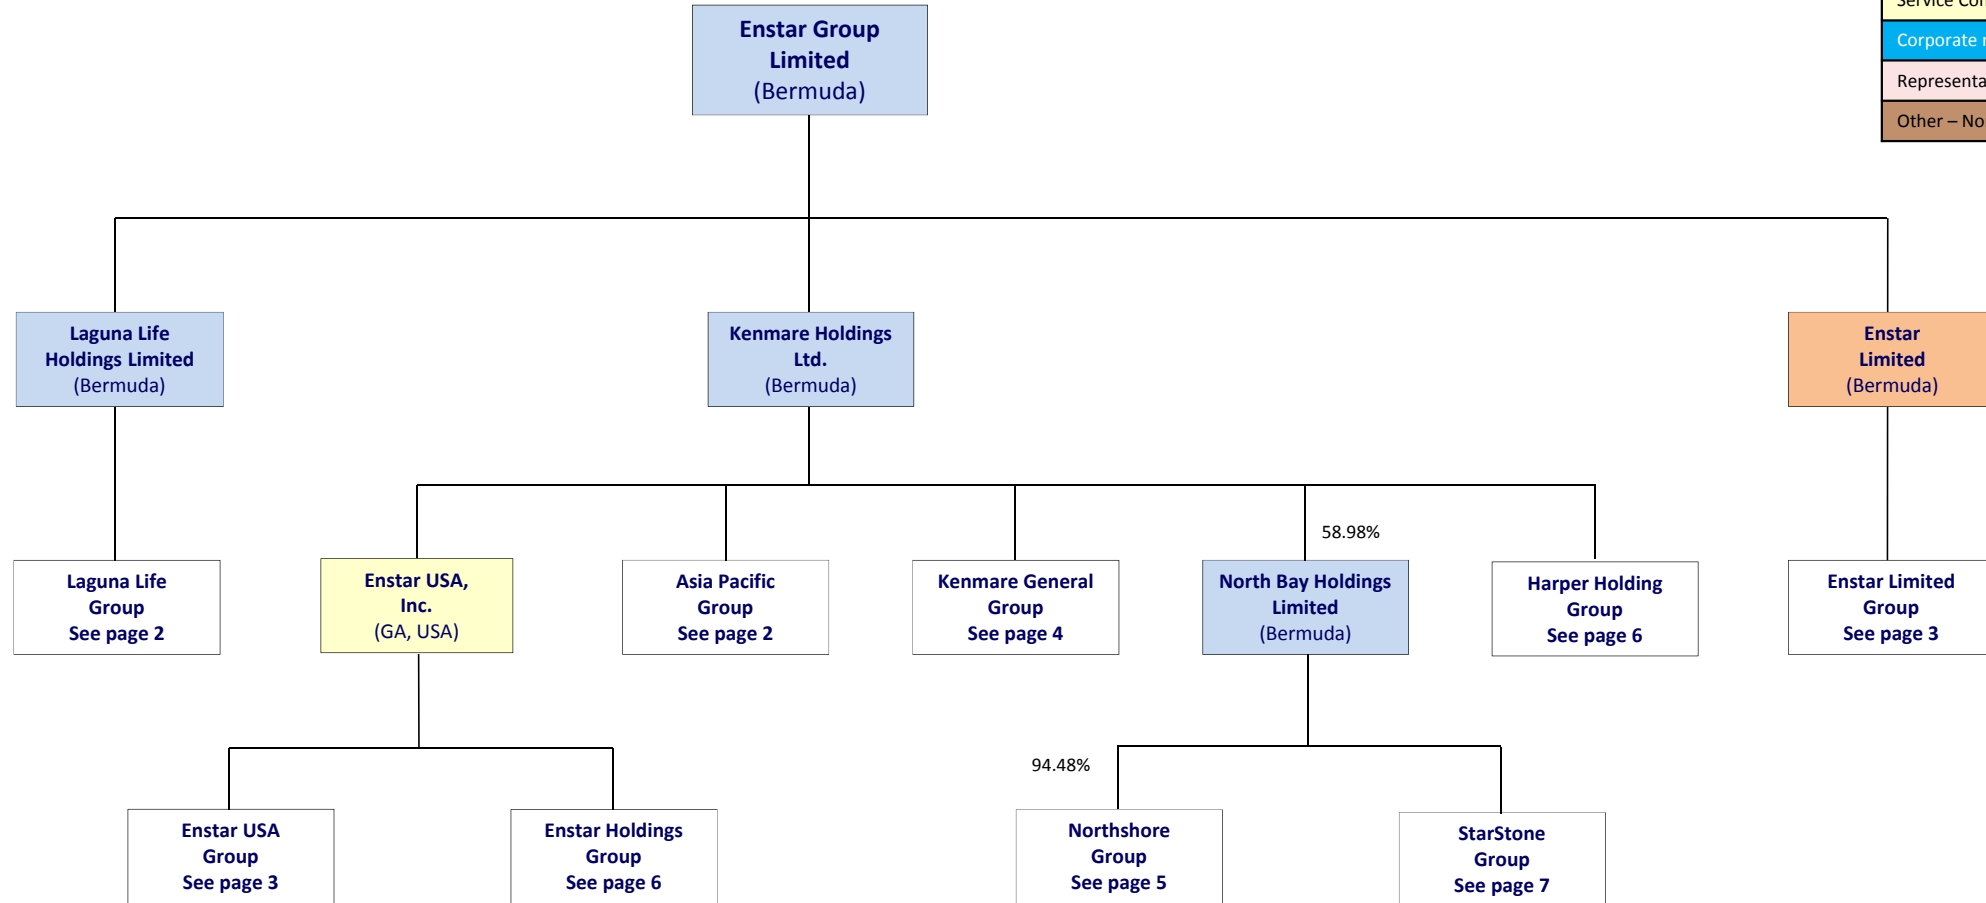 Enstar Group
Limited
(Bermuda)
Service
Corporate
Other – No
Laguna Life
Holdings Limited
(Bermuda)
Kenmare Holdings
Ltd.
(Bermuda)
Enstar
Limited
(Bermuda)
58.98%
Laguna Life
Group
See page 2
Enstar USA,
Inc.
(GA, USA)
Asia Pacific
Group
See page 2
Kenmare General
Group
See page 4
North Bay Holdings
Limited
(Bermuda)
Harper Holding
Group
See page 6
Enstar Limited
Group
See page 3
94.48%
Enstar USA
Group
See page 3
Enstar Holdings
Group
See page 6
Northshore
Group
See page 5
StarStone
Group
See page 7